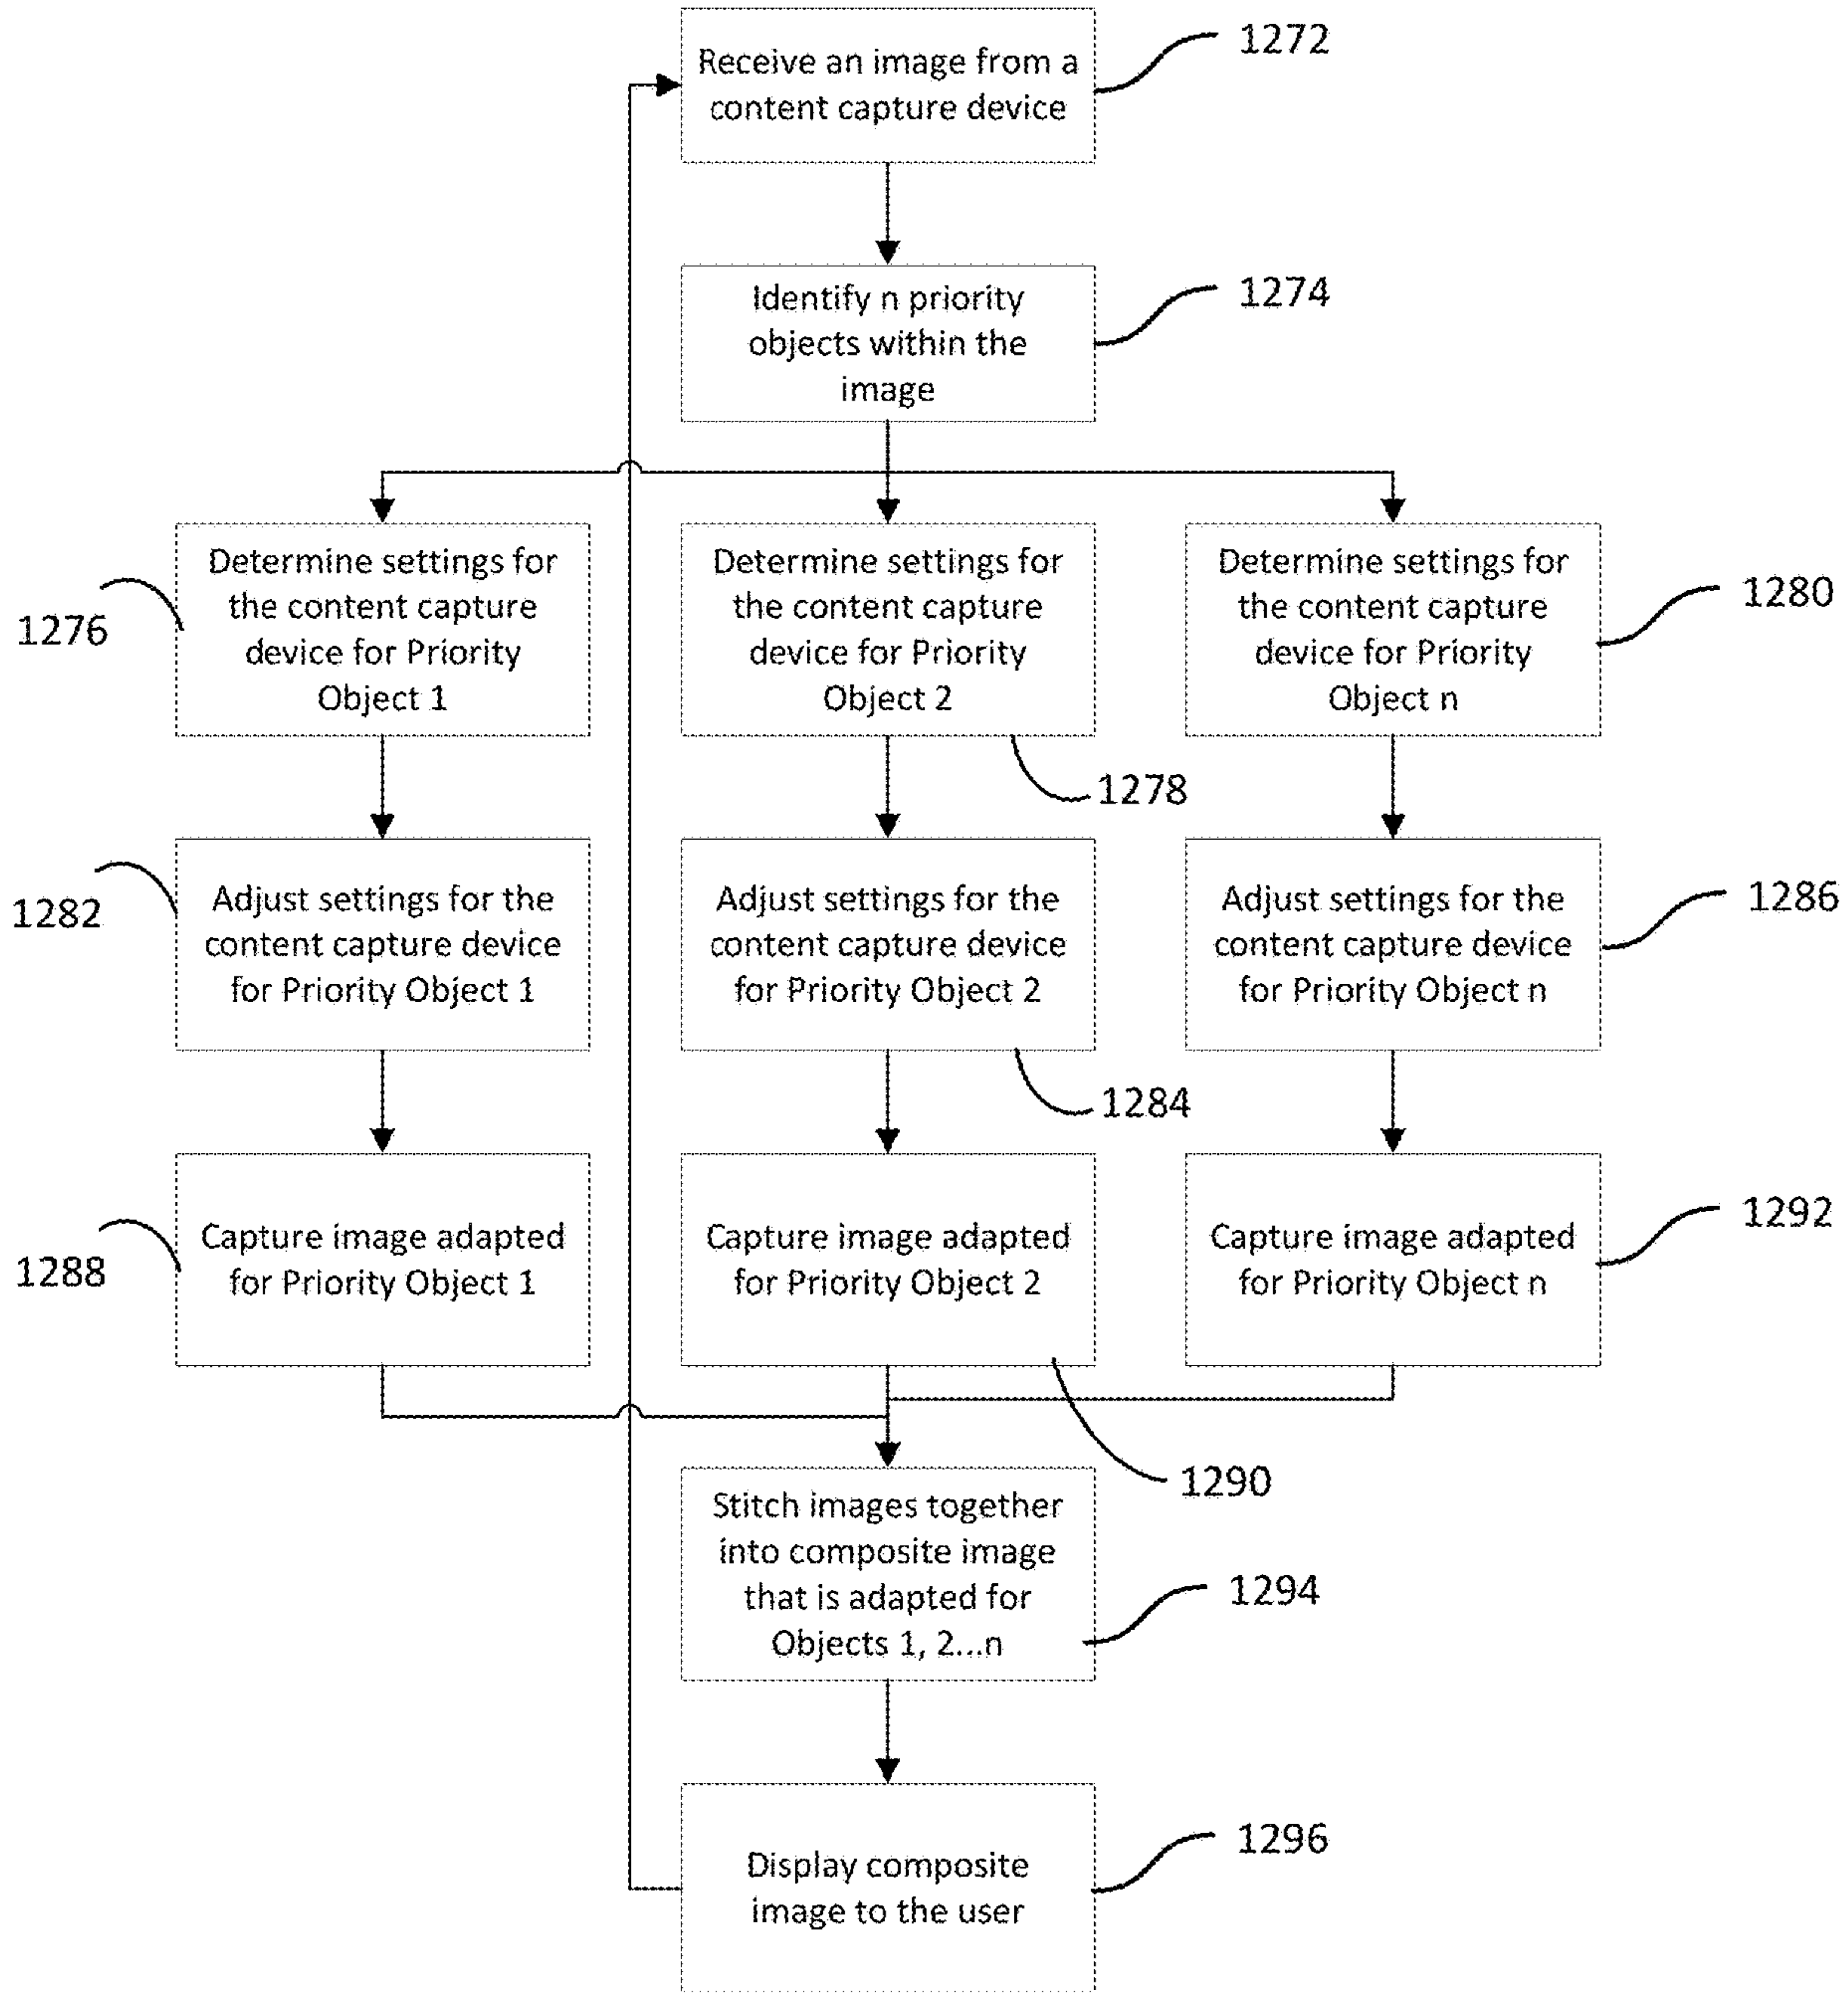 Receive an image from a
content capture device
1272
Identify n priority
objects within the
image
1274
Determine settings for
the content capture
device for Priority
Object 1
1276
Determine settings for
the content capture
device for Priority
Object 2
1278
Determine settings for
the content capture
device for Priority
Object n
1280
Adjust settings for the
content capture device
for Priority Object 1
1282
Adjust settings for the
content capture device
for Priority Object 2
1284
Adjust settings for the
content capture device
for Priority Object n
1286
Capture image adapted
for Priority Object 1
1288
Capture image adapted
for Priority Object 2
1290
Capture image adapted
for Priority Object n
1292
Stitch images together
into composite image
that is adapted for
Objects 1, 2...n
1294
Display composite
image to the user
1296